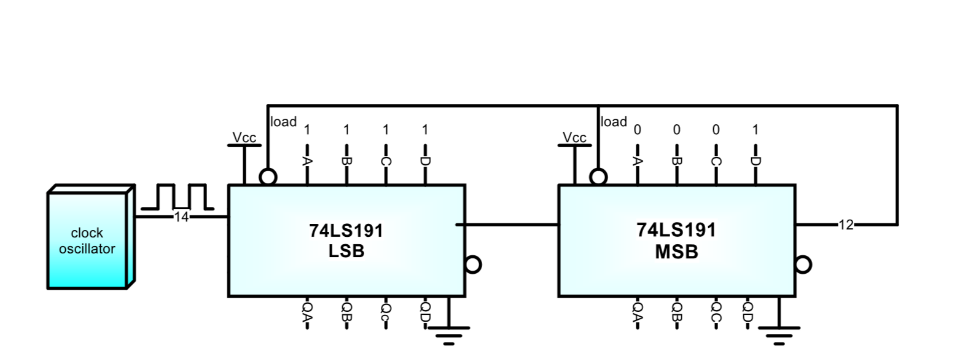 Vcc
load
1 1 1 1
A B C D
Vcc
load
0 0 0 1
A B C D
clock
oscillator
14
74LS191
LSB
74LS191
MSB
12
QA QB Qc QD
QA QB QC QD